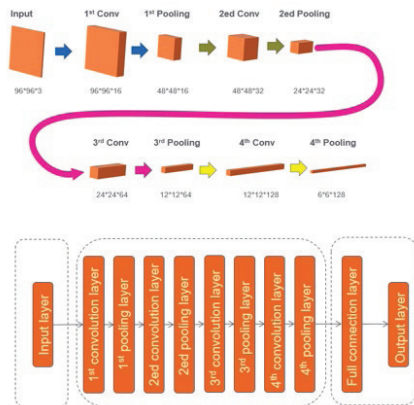 Input
1st Conv
1st Pooling
2ed Conv
2ed Pooling
96*96*3
96*96*16
48*48*16
48*48*32
24*24*32
3rd Conv
3rd Pooling
4th Conv
4th Pooling
24*24*64
12*12*64
12*12*128
6*6*128
Input layer
1st convolution layer
1st pooling layer
2ed convolution layer
2ed pooling layer
3rd convolution layer
3rd pooling layer
4th convolution layer
4th pooling layer
Full connection layer
Output layer